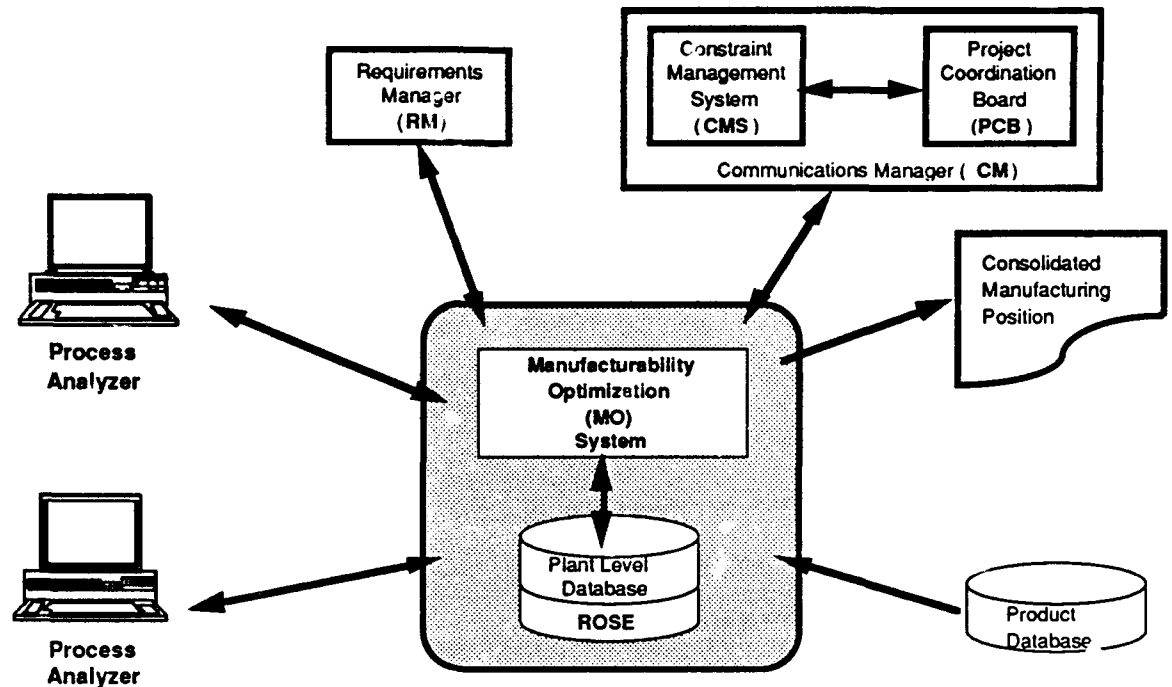 Requirements
Manager
(RM)
Constraint
Management
System
(CMS)
Project
Coordination
Board
(PCB)
Communications Manager ( CM)
Consolidated
Manufacturing
Position
Process
Analyzer
Manufacturability
Optimization
(MO)
System
Plant Level
Database
ROSE
Process
Analyzer
Product
Database